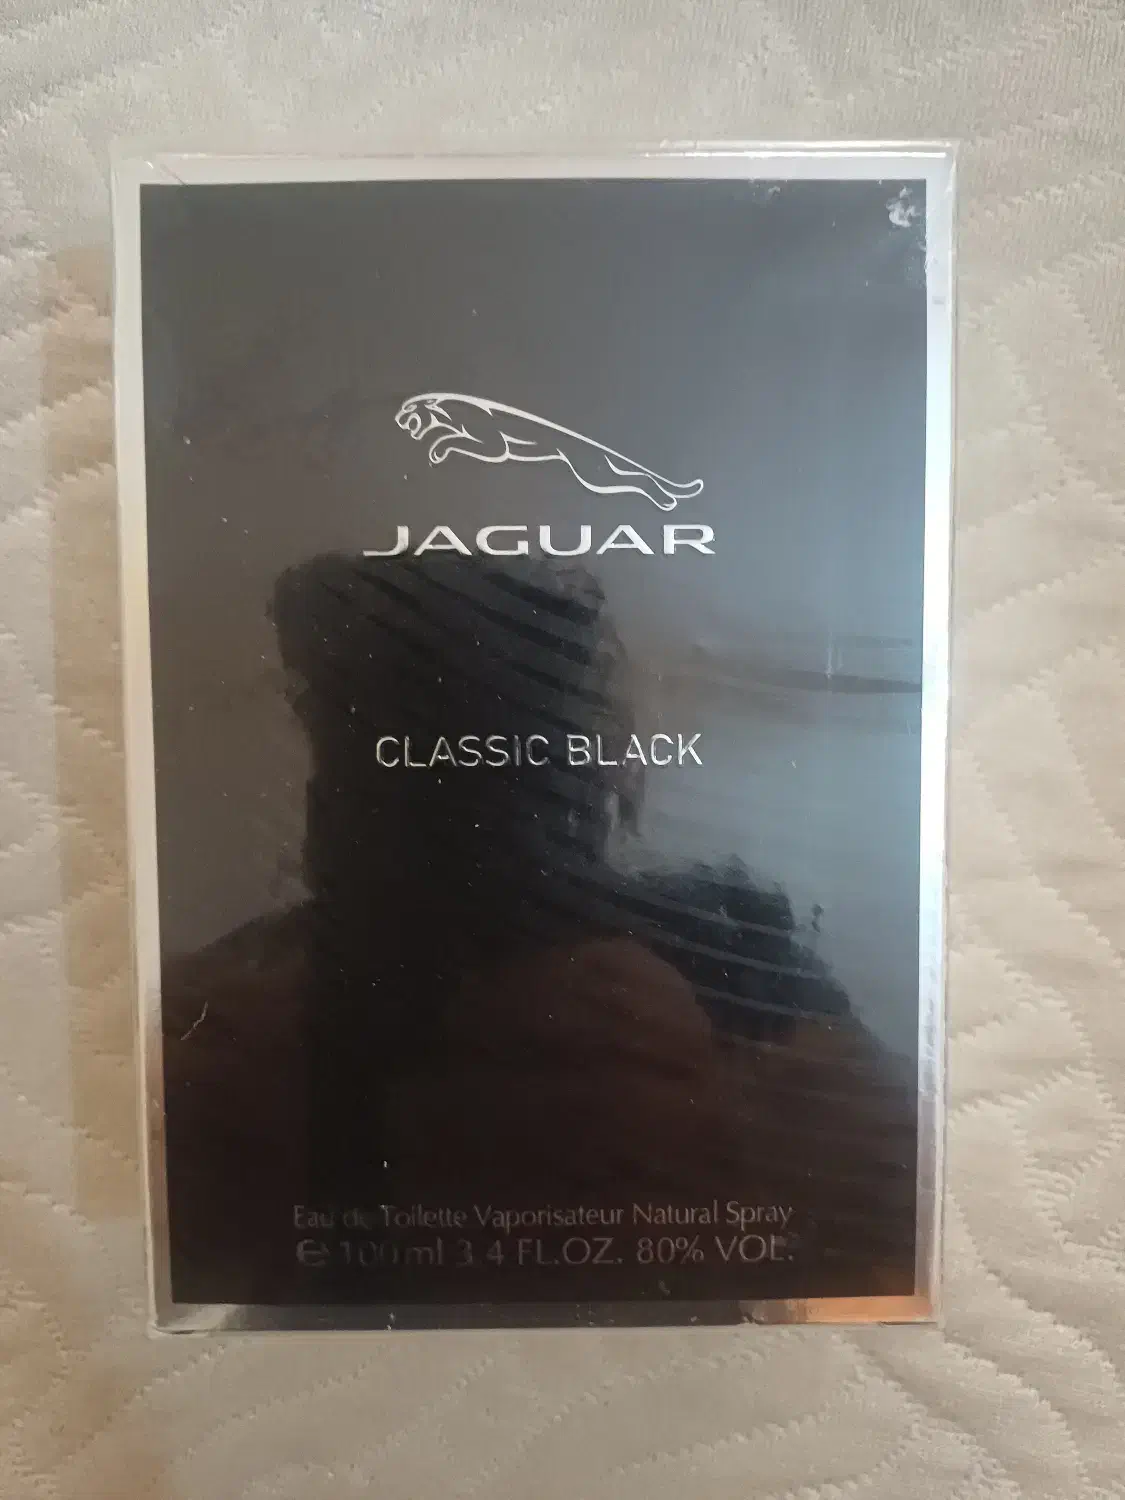 JAGUAR
CLASSIC BLACK
Eau de Toilette Vaporisateur Natural Spray
℮ 100ml 3.4 FL.OZ. 80% VOL.